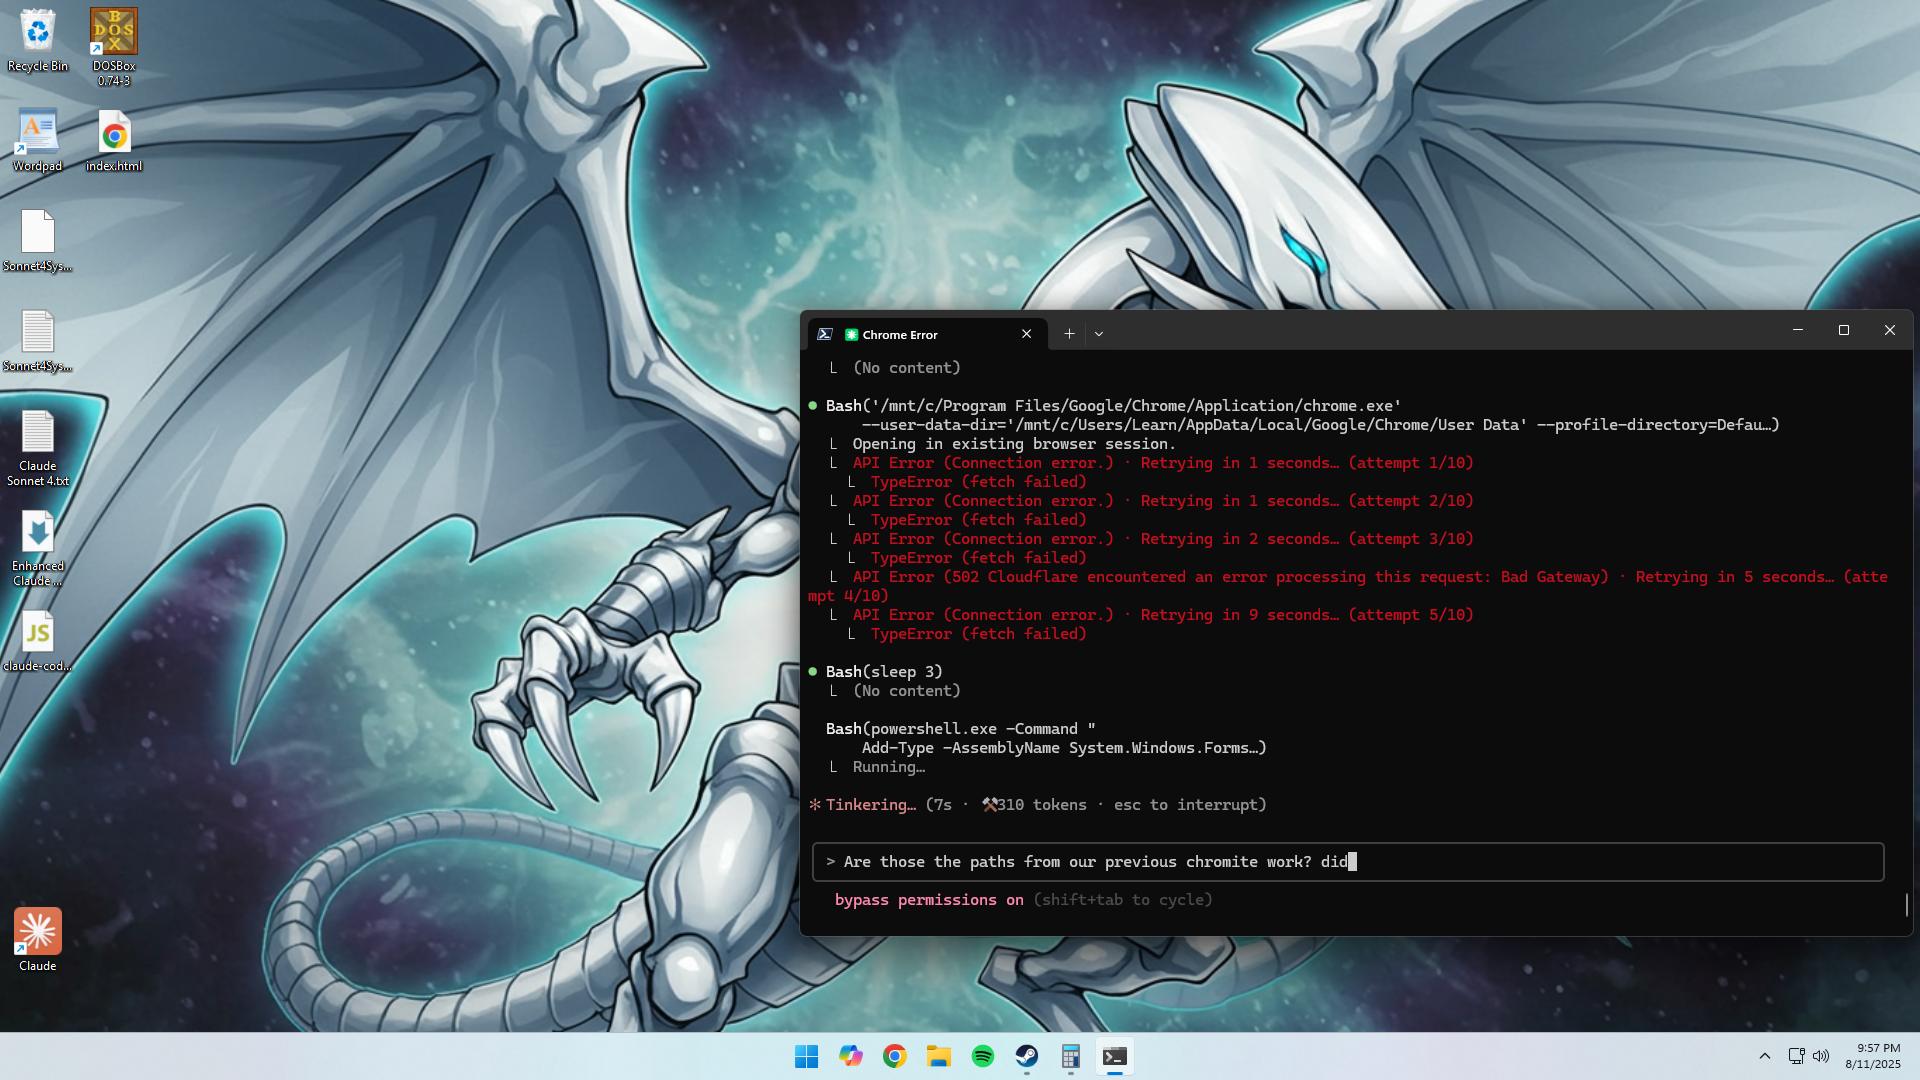 Recycle Bin
DOSBox
0.74-3
Wordpad
index.html
Sonnet4Sys...
Sonnet4Sys...
Claude
Sonnet 4.txt
Enhanced
Claude ...
JS
claude-cod...
Claude
Chrome Error
└ (No content)
● Bash('/mnt/c/Program Files/Google/Chrome/Application/chrome.exe'
--user-data-dir='/mnt/c/Users/Learn/AppData/Local/Google/Chrome/User Data' --profile-directory=Defau…)
└ Opening in existing browser session.
└ API Error (Connection error.) · Retrying in 1 seconds… (attempt 1/10)
└ TypeError (fetch failed)
└ API Error (Connection error.) · Retrying in 1 seconds… (attempt 2/10)
└ TypeError (fetch failed)
└ API Error (Connection error.) · Retrying in 2 seconds… (attempt 3/10)
└ TypeError (fetch failed)
└ API Error (502 Cloudflare encountered an error processing this request: Bad Gateway) · Retrying in 5 seconds… (atte
mpt 4/10)
└ API Error (Connection error.) · Retrying in 9 seconds… (attempt 5/10)
└ TypeError (fetch failed)
● Bash(sleep 3)
└ (No content)
Bash(powershell.exe -Command "
Add-Type -AssemblyName System.Windows.Forms…)
└ Running…
✻ Tinkering… (7s · ⚒310 tokens · esc to interrupt)
> Are those the paths from our previous chromite work? did
bypass permissions on (shift+tab to cycle)
9:57 PM
8/11/2025